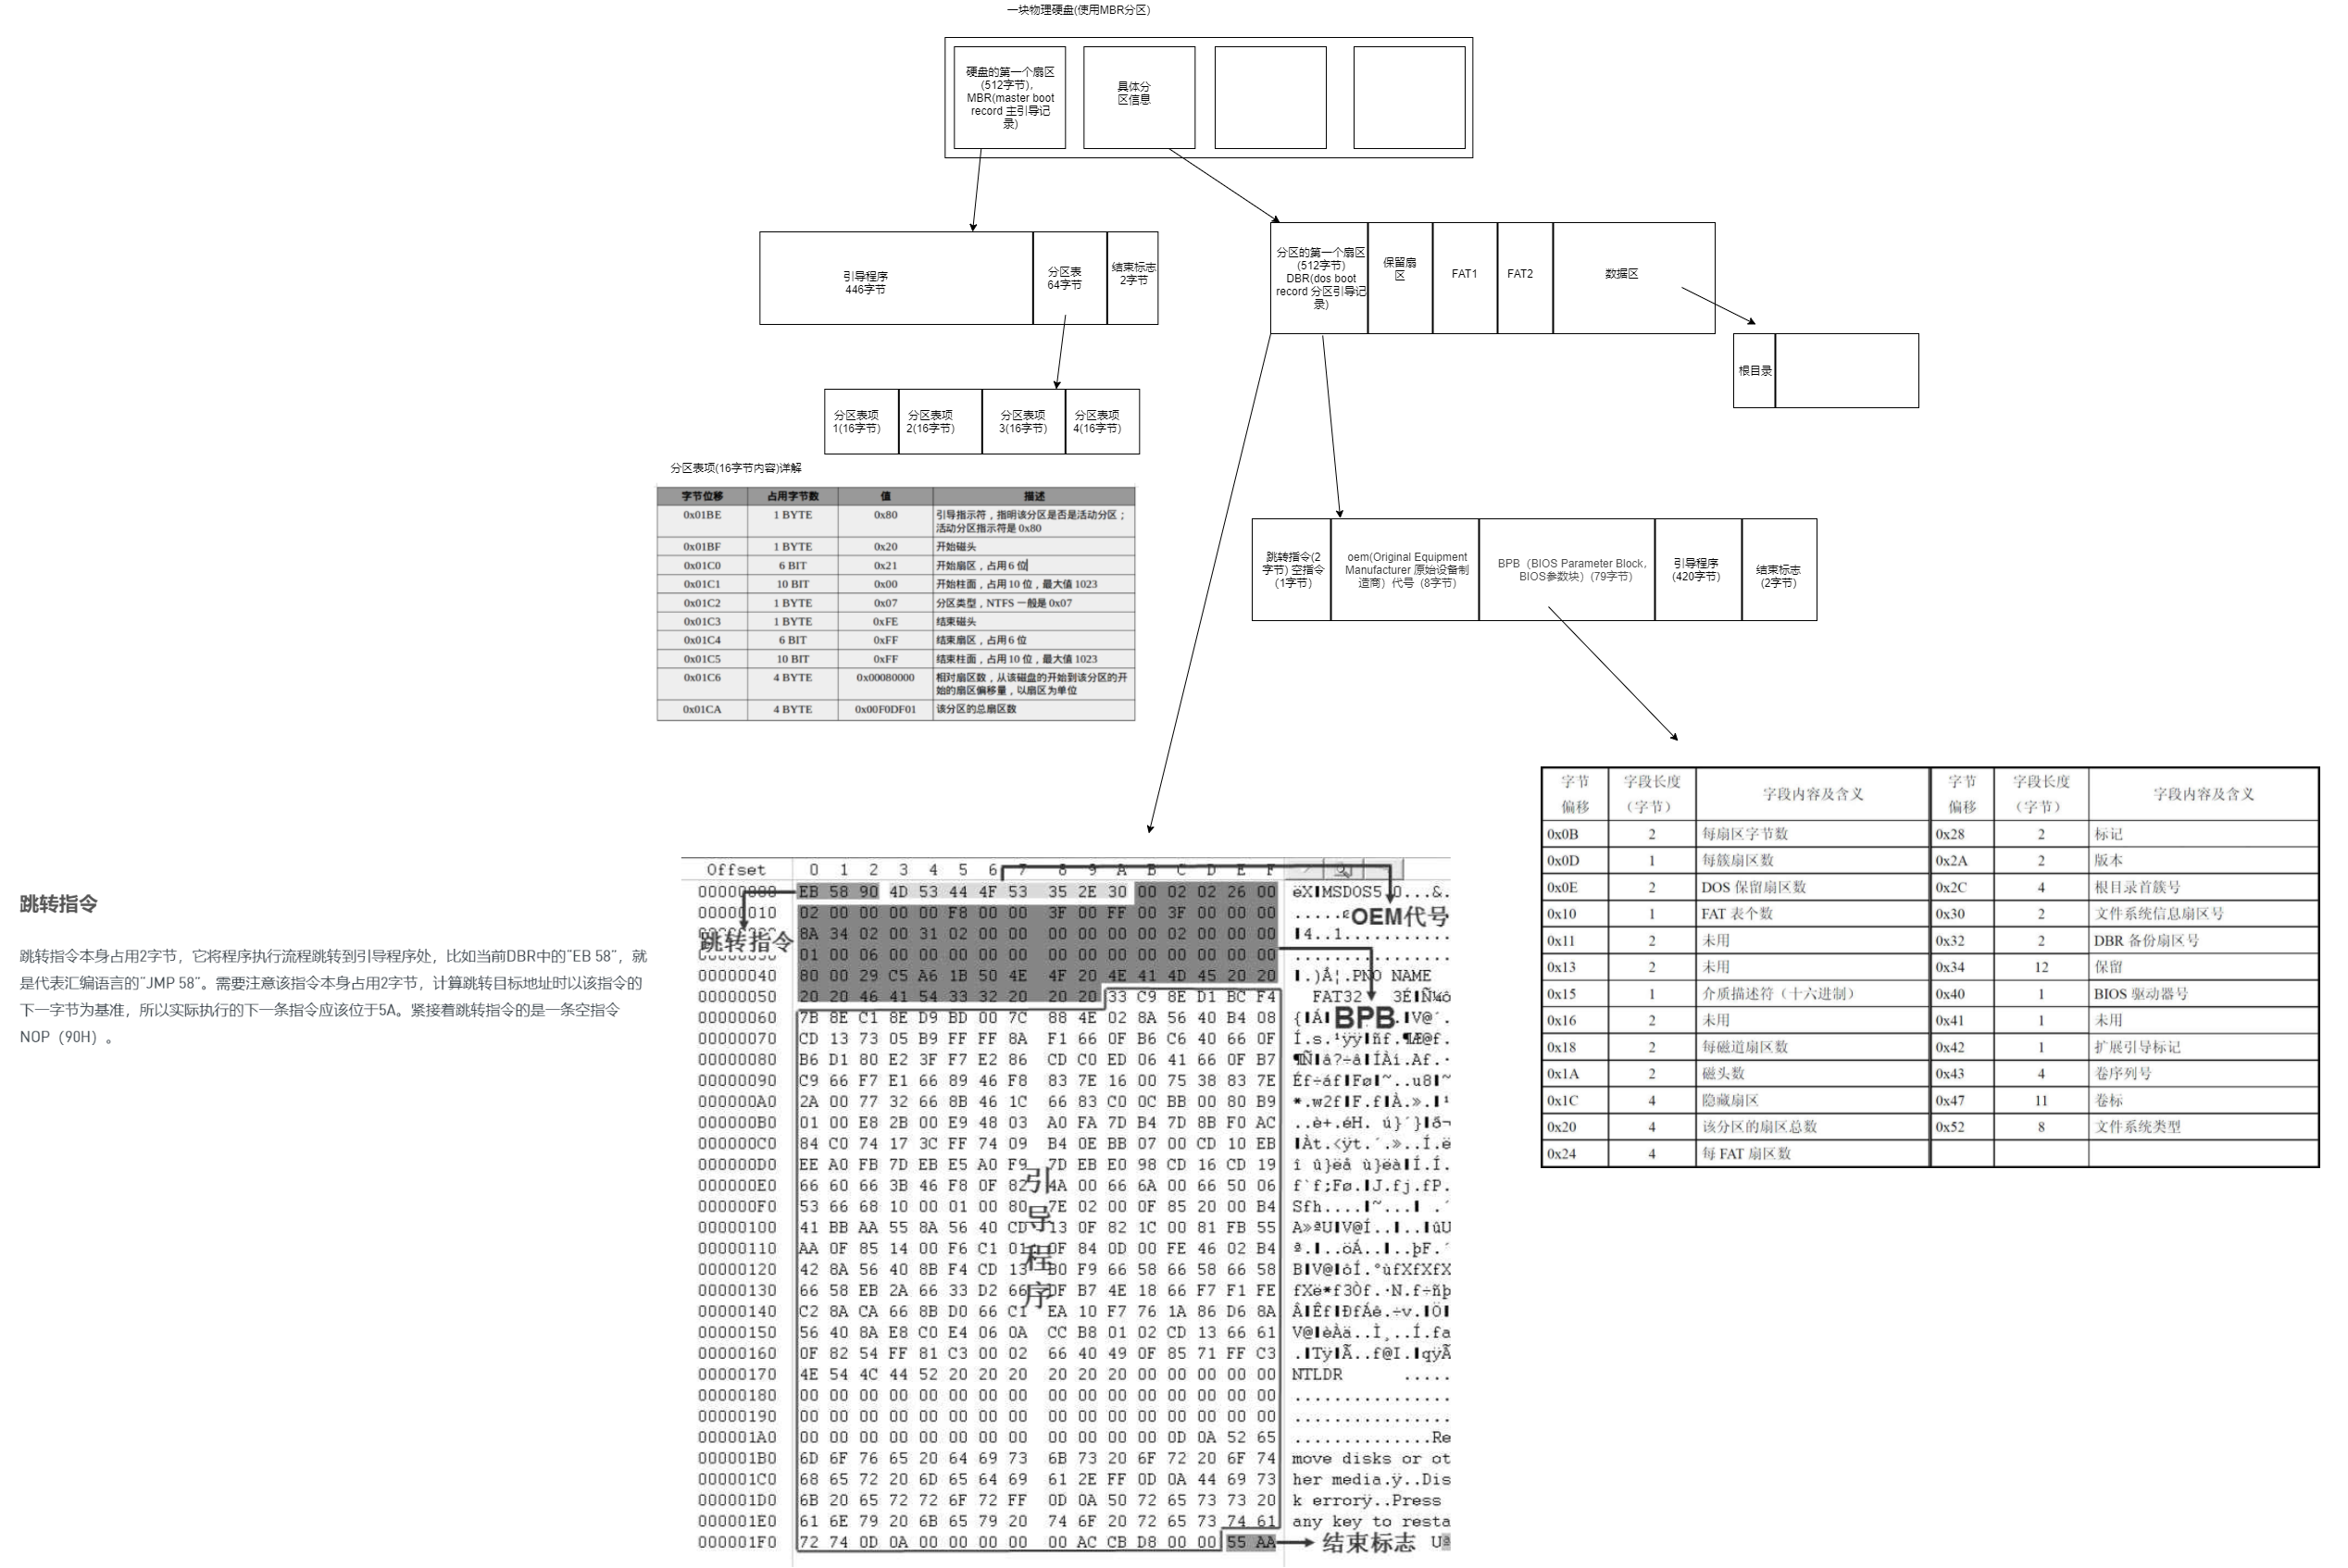 一块物理硬盘(使用MBR分区)
硬盘的第一个扇区
(512字节),
MBR(master boot
record 主引导记
录)
具体分
区信息
引导程序
446字节
分区表
64字节
结束标志
2字节
分区的第一个扇区
(512字节)
DBR(dos boot
record 分区引导记
录)
保留扇
区
FAT1
FAT2
数据区
根目录
分区表项
1(16字节)
分区表项
2(16字节)
分区表项
3(16字节)
分区表项
4(16字节)
分区表项(16字节内容)详解
字节位移 占用字节数 值 描述
0x01BE 1 BYTE 0x80 引导指示符，指明该分区是否是活动分区；
活动分区指示符是 0x80
0x01BF 1 BYTE 0x20 开始磁头
0x01C0 6 BIT 0x21 开始扇区，占用 6 位
0x01C1 10 BIT 0x00 开始柱面，占用 10 位，最大值 1023
0x01C2 1 BYTE 0x07 分区类型，NTFS 一般是 0x07
0x01C3 1 BYTE 0xFE 结束磁头
0x01C4 6 BIT 0xFF 结束扇区，占用 6 位
0x01C5 10 BIT 0xFF 结束柱面，占用 10 位，最大值 1023
0x01C6 4 BYTE 0x00080000 相对扇区数，从该磁盘的开始到该分区的开
始的扇区偏移量，以扇区为单位
0x01CA 4 BYTE 0x00F0DF01 该分区的总扇区数
跳转指令(2
字节) 空指令
(1字节)
oem(Original Equipment
Manufacturer 原始设备制
造商）代号（8字节)
BPB（BIOS Parameter Block,
BIOS参数块）(79字节）
引导程序
(420字节）
结束标志
(2字节)
字节 字段长度 字段内容及含义 字节 字段长度 字段内容及含义
偏移 （字节） 偏移 （字节）
0x0B 2 每扇区字节数 0x28 2 标记
0x0D 1 每簇扇区数 0x2A 2 版本
0x0E 2 DOS 保留扇区数 0x2C 4 根目录首簇号
0x10 1 FAT 表个数 0x30 2 文件系统信息扇区号
0x11 2 未用 0x32 2 DBR 备份扇区号
0x13 2 未用 0x34 12 保留
0x15 1 介质描述符（十六进制） 0x40 1 BIOS 驱动器号
0x16 2 未用 0x41 1 未用
0x18 2 每磁道扇区数 0x42 1 扩展引导标记
0x1A 2 磁头数 0x43 4 卷序列号
0x1C 4 隐藏扇区 0x47 11 卷标
0x20 4 该分区的扇区总数 0x52 8 文件系统类型
0x24 4 每 FAT 扇区数
跳转指令
跳转指令本身占用2字节，它将程序执行流程跳转到引导程序处，比如当前DBR中的"EB 58"，就
是代表汇编语言的"JMP 58"。需要注意该指令本身占用2字节，计算跳转目标地址时以该指令的
下一字节为基准，所以实际执行的下一条指令应该位于5A。紧接着跳转指令的是一条空指令
NOP（90H）。
Offset 0 1 2 3 4 5 6 7 8 9 A B C D E F
00000000 EB 58 90 4D 53 44 4F 53 35 2E 30 00 02 02 26 00
00000010 02 00 00 00 00 F8 00 00 3F 00 FF 00 3F 00 00 00
OEM代号
跳转指令
8A 34 02 00 31 02 00 00 00 00 00 00 02 00 00 00
01 00 06 00 00 00 00 00 00 00 00 00 00 00 00 00
00000040 80 00 29 C5 A6 1B 50 4E 4F 20 4E 41 4D 45 20 20
00000050 20 20 46 41 54 33 32 20 20 20 33 C9 8E D1 BC F4
BPB
00000060 7B 8E C1 8E D9 BD 00 7C 88 4E 02 8A 56 40 B4 08
00000070 CD 13 73 05 B9 FF FF 8A F1 66 0F B6 C6 40 66 0F
00000080 B6 D1 80 E2 3F F7 E2 86 CD C0 ED 06 41 66 0F B7
00000090 C9 66 F7 E1 66 89 46 F8 83 7E 16 00 75 38 83 7E
000000A0 2A 00 77 32 66 8B 46 1C 66 83 C0 0C BB 00 80 B9
000000B0 01 00 E8 2B 00 E9 48 03 A0 FA 7D B4 7D 8B F0 AC
000000C0 84 C0 74 17 3C FF 74 09 B4 0E BB 07 00 CD 10 EB
000000D0 EE A0 FB 7D EB E5 A0 F9 7D EB E0 98 CD 16 CD 19
000000E0 66 60 66 3B 46 F8 0F 82 4A 00 66 6A 00 66 50 06
000000F0 53 66 68 10 00 01 00 80 7E 02 00 0F 85 20 00 B4
00000100 41 BB AA 55 8A 56 40 CD 13 0F 82 1C 00 81 FB 55
00000110 AA 0F 85 14 00 F6 C1 01 0F 84 0D 00 FE 46 02 B4
00000120 42 8A 56 40 8B F4 CD 13 B0 F9 66 58 66 58 66 58
00000130 66 58 EB 2A 66 33 D2 66 0F B7 4E 18 66 F7 F1 FE
00000140 C2 8A CA 66 8B D0 66 C1 EA 10 F7 76 1A 86 D6 8A
00000150 56 40 8A E8 C0 E4 06 0A CC B8 01 02 CD 13 66 61
00000160 0F 82 54 FF 81 C3 00 02 66 40 49 0F 85 71 FF C3
00000170 4E 54 4C 44 52 20 20 20 20 20 20 00 00 00 00 00 NTLDR .....
00000180 00 00 00 00 00 00 00 00 00 00 00 00 00 00 00 00 ................
00000190 00 00 00 00 00 00 00 00 00 00 00 00 00 00 00 00 ................
000001A0 00 00 00 00 00 00 00 00 00 00 00 00 0D 0A 52 65 ..............Re
000001B0 6D 6F 76 65 20 64 69 73 6B 73 20 6F 72 20 6F 74 move disks or ot
000001C0 68 65 72 20 6D 65 64 69 61 2E FF 0D 0A 44 69 73 her media.ÿ..Dis
000001D0 6B 20 65 72 72 6F 72 FF 0D 0A 50 72 65 73 73 20 k errorÿ..Press
000001E0 61 6E 79 20 6B 65 79 20 74 6F 20 72 65 73 74 61 any key to resta
000001F0 72 74 0D 0A 00 00 00 00 00 AC CB D8 00 00 55 AA
引导程序
结束标志